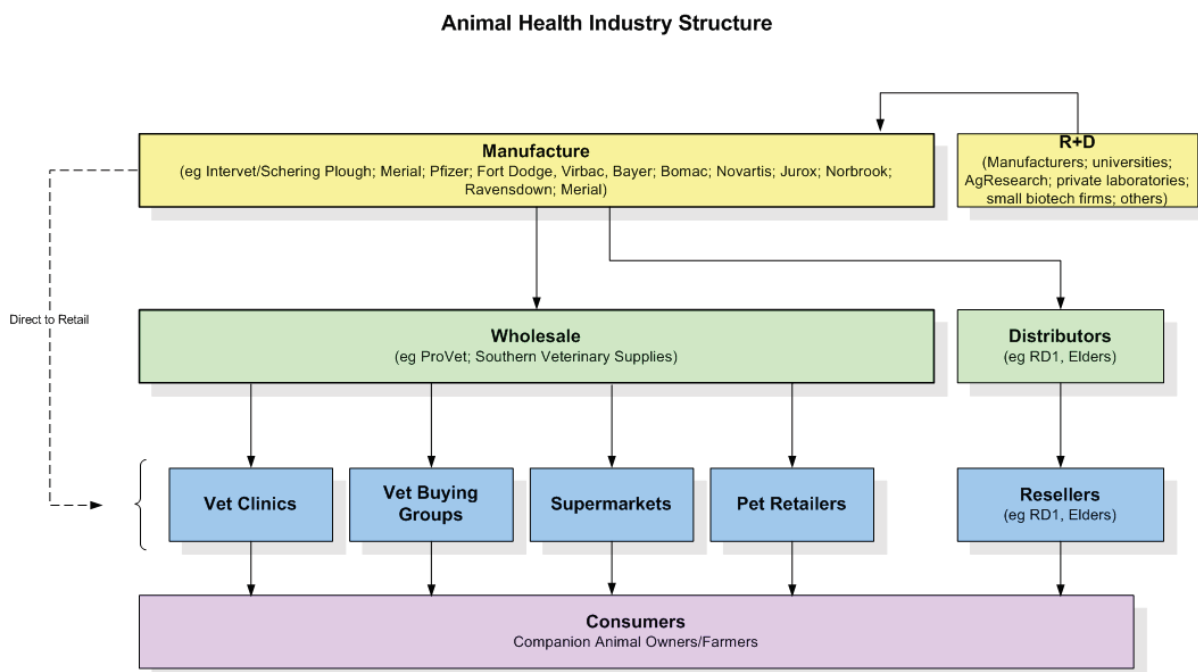 Animal Health Industry Structure
Manufacture
(eg Intervet/Schering Plough; Merial; Pfizer; Fort Dodge, Virbac, Bayer; Bomac; Novartis; Jurox; Norbrook;
Ravensdown; Merial)
R+D
(Manufacturers; universities;
AgResearch; private laboratories;
small biotech firms; others)
Direct to Retail
Wholesale
(eg ProVet; Southern Veterinary Supplies)
Distributors
(eg RD1, Elders)
Vet Clinics
Vet Buying
Groups
Supermarkets
Pet Retailers
Resellers
(eg RD1, Elders)
Consumers
Companion Animal Owners/Farmers